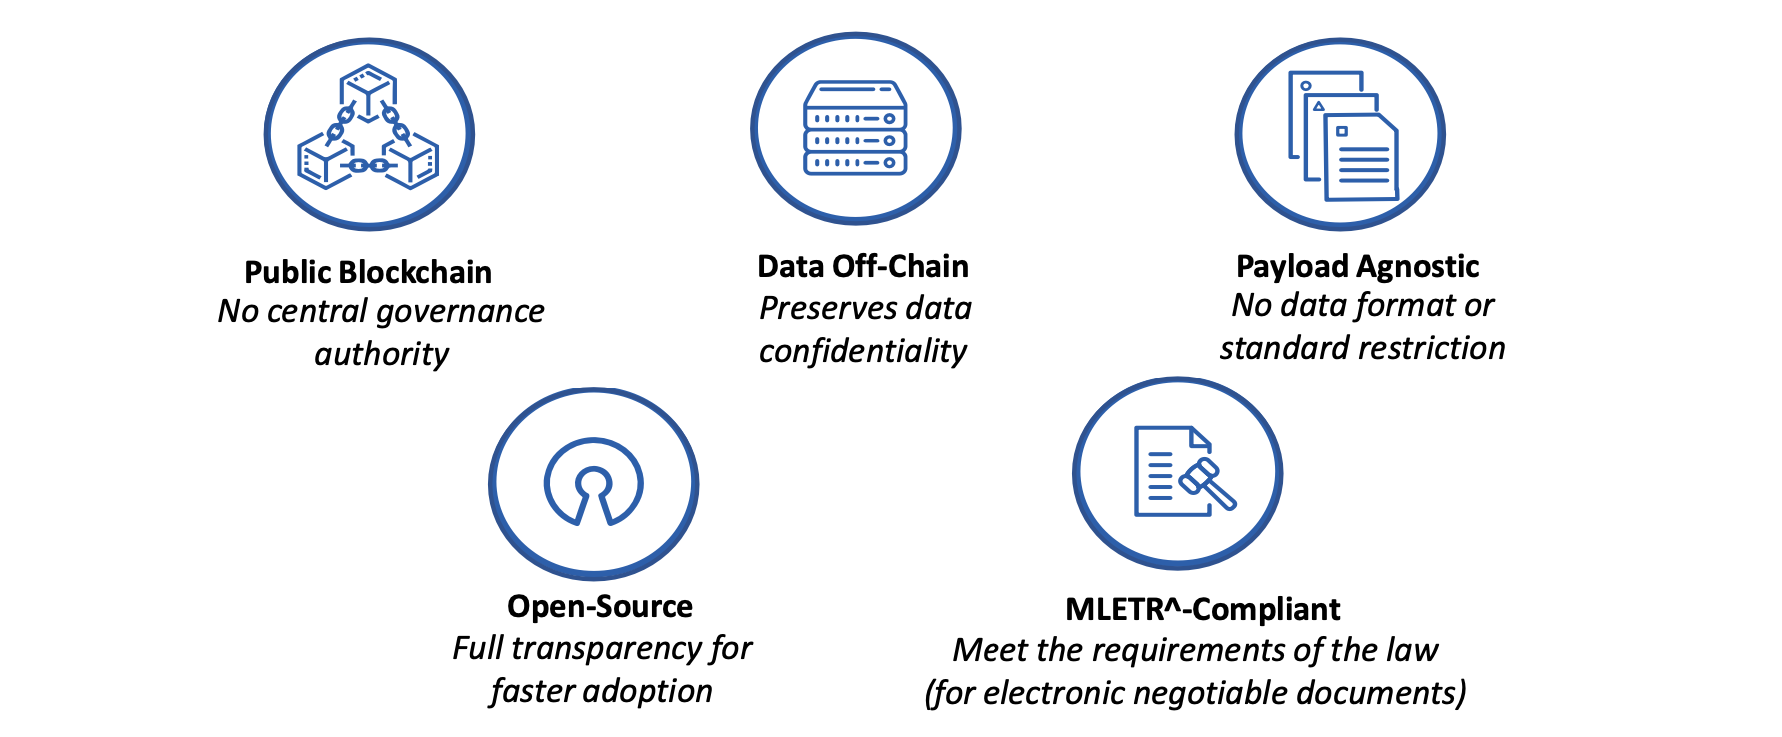 Public Blockchain
No central governance
authority
Data Off-Chain
Preserves data
confidentiality
Payload Agnostic
No data format or
standard restriction
Open-Source
Full transparency for
faster adoption
MLETR^-Compliant
Meet the requirements of the law
(for electronic negotiable documents)